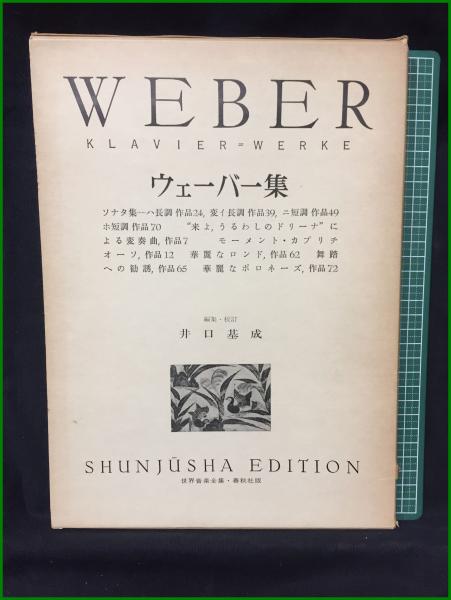 WEBER
KLAVIER=WERKE
ウェーバー集
ソナタ集―ハ長調 作品24, 変イ長調 作品39, ニ短調 作品49
ホ短調 作品70 “来よ, うるわしのドリーナ”に
よる変奏曲, 作品7 モーメント・カプリチ
オーソ, 作品12 華麗なロンド, 作品62 舞踏
への勧誘, 作品65 華麗なポロネーズ, 作品72
編集・校訂
井口基成
SHUNJŪSHA EDITION
世界音楽全集・春秋社版